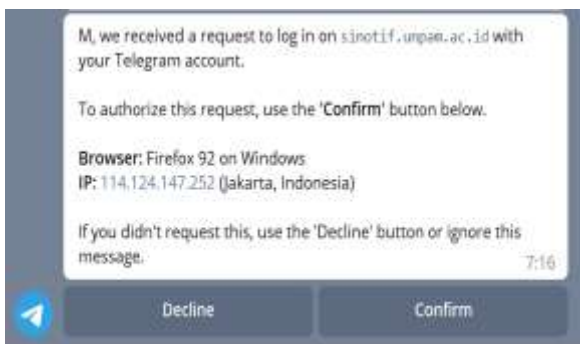 M, we received a request to log in on sinotif.unpam.ac.id with
your Telegram account.
To authorize this request, use the 'Confirm' button below.
Browser: Firefox 92 on Windows
IP: 114.124.147.252 (Jakarta, Indonesia)
If you didn't request this, use the 'Decline' button or ignore this
message.
7:16
Decline
Confirm